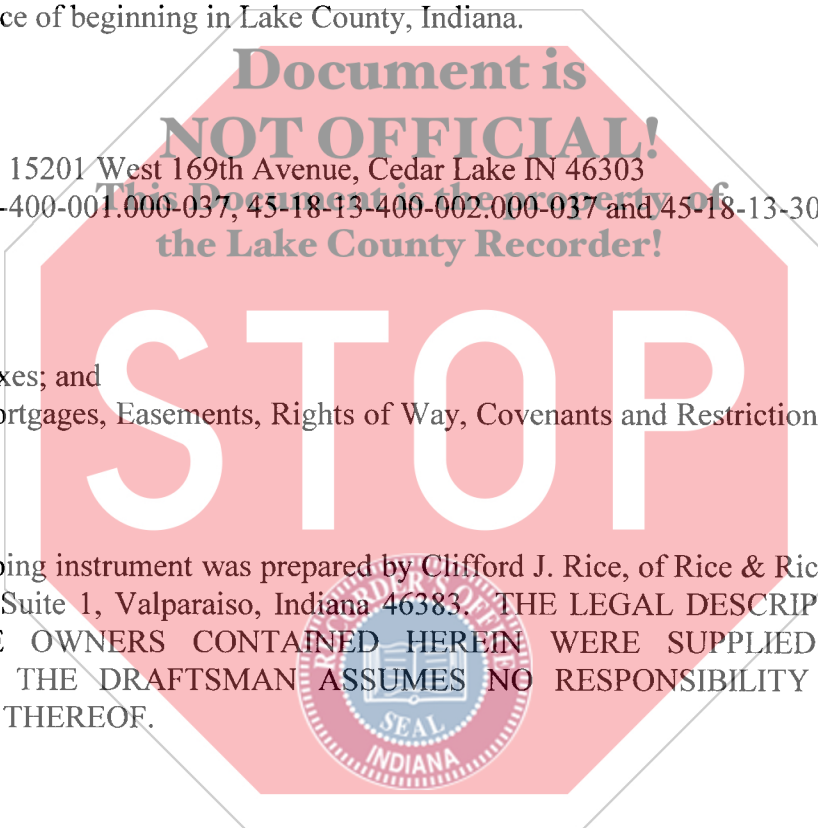 ce of beginning in Lake County, Indiana.
Document is
NOT OFFICIAL!
15201 West 169th Avenue, Cedar Lake IN 46303
This Document is the property of
-400-001.000-037, 45-18-13-400-002.000-037 and 45-18-13-30
the Lake County Recorder!
STOP
xes; and
ortgages, Easements, Rights of Way, Covenants and Restriction
oing instrument was prepared by Clifford J. Rice, of Rice & Ric
Suite 1, Valparaiso, Indiana 46383. THE LEGAL DESCRIP
E OWNERS CONTAINED HEREIN WERE SUPPLIED
THE DRAFTSMAN ASSUMES NO RESPONSIBILITY
THEREOF.
RECORDER'S OFFICE
SEAL
INDIANA